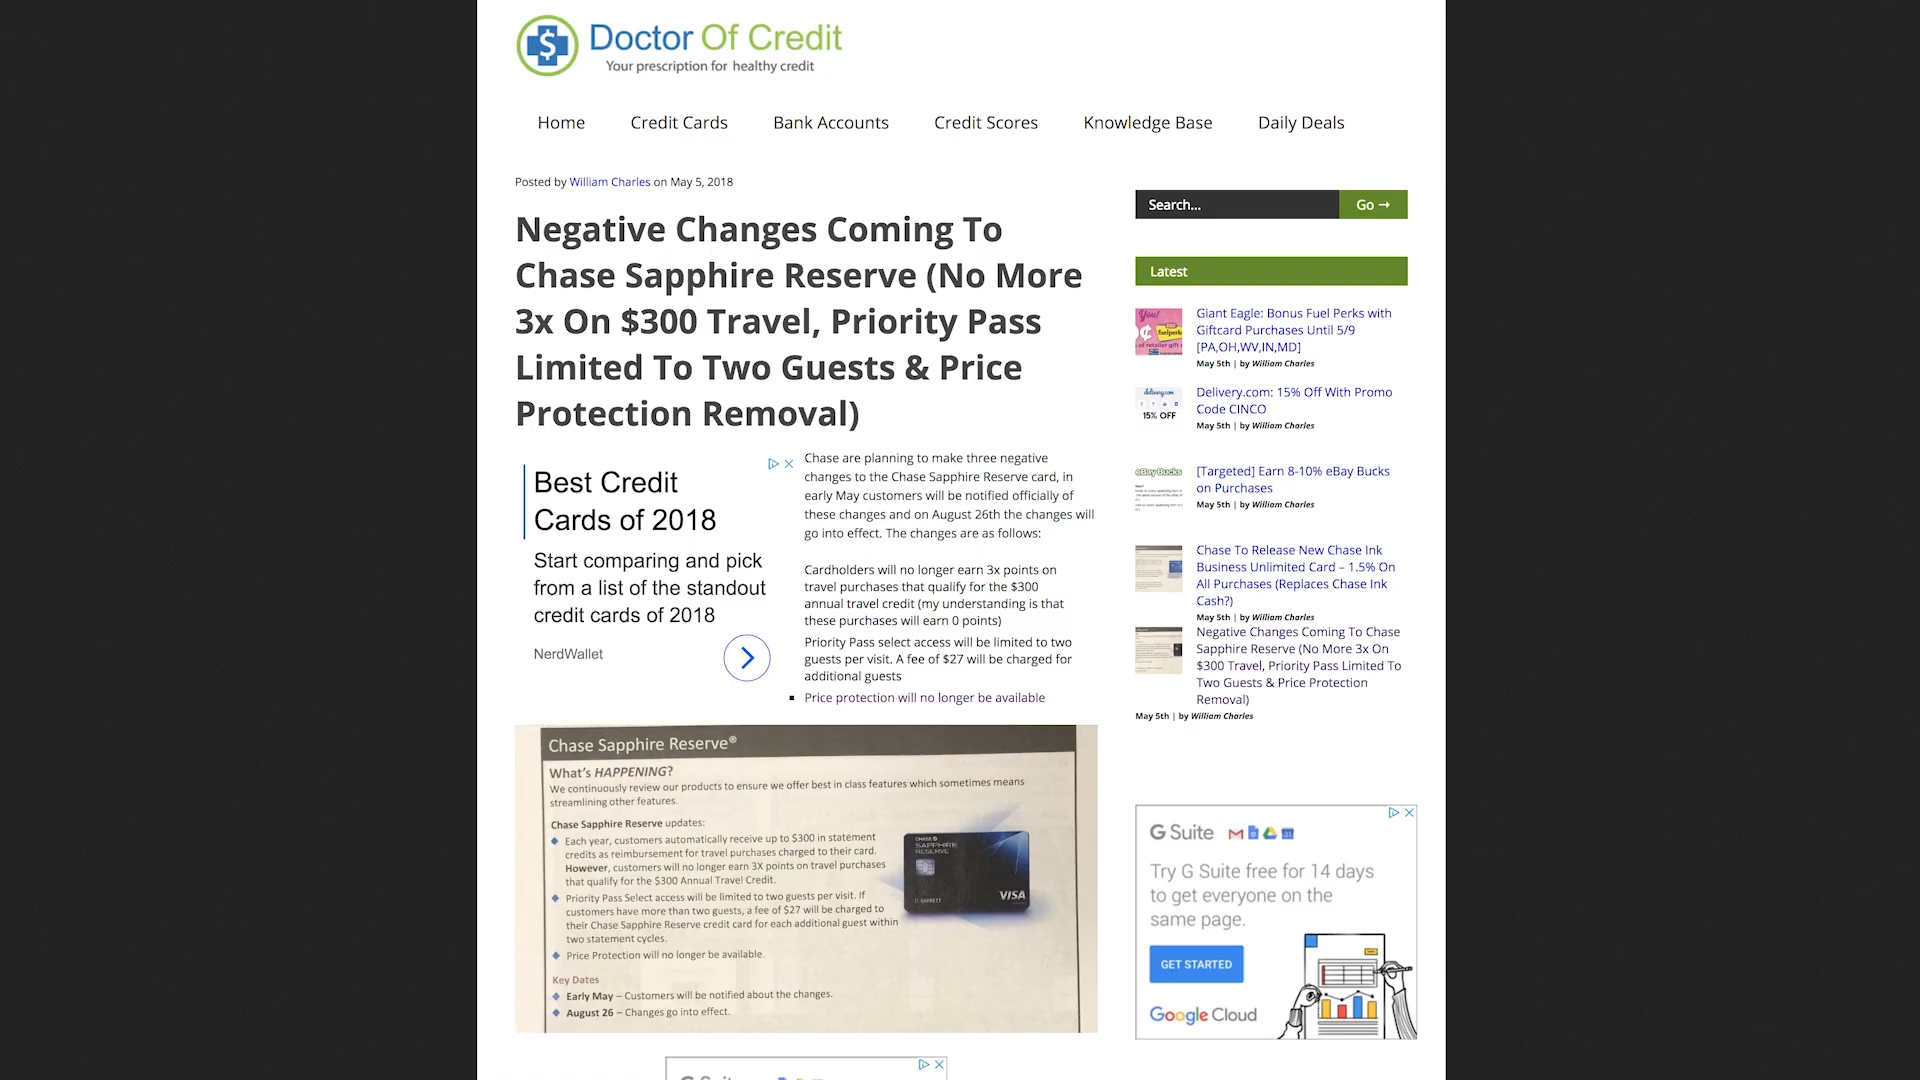 Doctor Of Credit
Your prescription for healthy credit
Home Credit Cards Bank Accounts Credit Scores Knowledge Base Daily Deals
Posted by William Charles on May 5, 2018
Negative Changes Coming To
Chase Sapphire Reserve (No More
3x On $300 Travel, Priority Pass
Limited To Two Guests & Price
Protection Removal)
Best Credit
Cards of 2018
Start comparing and pick
from a list of the standout
credit cards of 2018
NerdWallet
Chase are planning to make three negative
changes to the Chase Sapphire Reserve card, in
early May customers will be notified officially of
these changes and on August 26th the changes will
go into effect. The changes are as follows:
Cardholders will no longer earn 3x points on
travel purchases that qualify for the $300
annual travel credit (my understanding is that
these purchases will earn 0 points)
Priority Pass select access will be limited to two
guests per visit. A fee of $27 will be charged for
additional guests
Price protection will no longer be available
Chase Sapphire Reserve®
What's HAPPENING?
We continuously review our products to ensure we offer best in class features which sometimes means
streamlining other features.
Chase Sapphire Reserve updates:
Each year, customers automatically receive up to $300 in statement
credits as reimbursement for travel purchases charged to their card.
However, customers will no longer earn 3X points on travel purchases
that qualify for the $300 Annual Travel Credit.
Priority Pass Select access will be limited to two guests per visit. If
customers have more than two guests, a fee of $27 will be charged to
their Chase Sapphire Reserve credit card for each additional guest within
two statement cycles.
Price Protection will no longer be available.
Key Dates
Early May – Customers will be notified about the changes.
August 26 – Changes go into effect.
CHASE
SAPPHIRE
RESERVE
D. BARRETT
VISA
Search...
Go →
Latest
You!
fuelperks
of retailer gift
Giant Eagle: Bonus Fuel Perks with
Giftcard Purchases Until 5/9
[PA,OH,WV,IN,MD]
May 5th | by William Charles
delivery.com
15% OFF
Delivery.com: 15% Off With Promo
Code CINCO
May 5th | by William Charles
eBay Bucks
[Targeted] Earn 8-10% eBay Bucks
on Purchases
May 5th | by William Charles
Chase To Release New Chase Ink
Business Unlimited Card – 1.5% On
All Purchases (Replaces Chase Ink
Cash?)
May 5th | by William Charles
Negative Changes Coming To Chase
Sapphire Reserve (No More 3x On
$300 Travel, Priority Pass Limited To
Two Guests & Price Protection
Removal)
May 5th | by William Charles
G Suite
Try G Suite free for 14 days
to get everyone on the
same page.
GET STARTED
Google Cloud